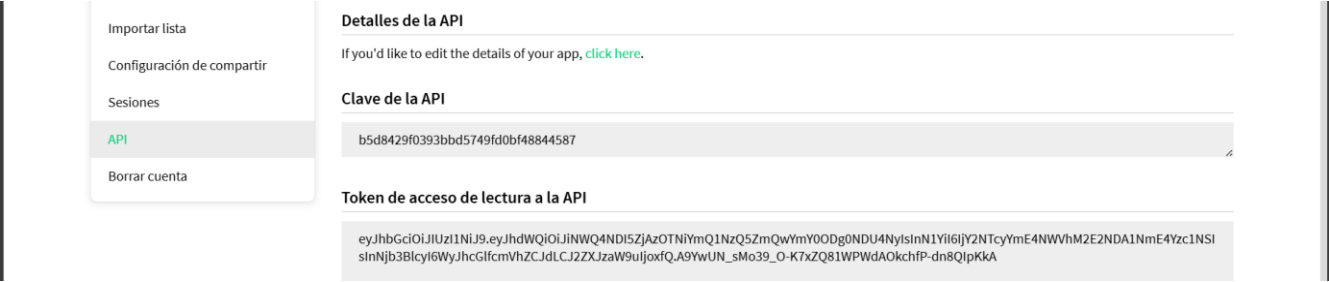 Importar lista
Configuración de compartir
Sesiones
API
Borrar cuenta
Detalles de la API
If you'd like to edit the details of your app, click here.
Clave de la API
b5d8429f0393bbd5749fd0bf48844587
Token de acceso de lectura a la API
eyJhbGciOiJIUzI1NiJ9.eyJhdWQiOiJiNWQ4NDI5ZjAzOTNiYmQ1NzQ5ZmQwYmY0ODg0NDU4NyIsInN1YiI6IjY2NTcyYmE4NWVhM2E2NDA1NmE4Yzc1NSI
sInNjb3BlcyI6WyJhcGlfcmVhZCJdLCJ2ZXJzaW9uIjoxfQ.A9YwUN_sMo39_O-K7xZQ81WPWdAOkchfP-dn8QIpKkA